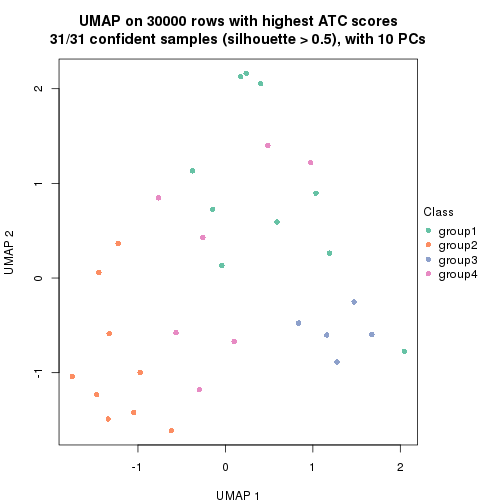 UMAP on 30000 rows with highest ATC scores
31/31 confident samples (silhouette > 0.5), with 10 PCs
2
1
0
-1
UMAP 2
-1
0
1
2
UMAP 1
Class
group1
group2
group3
group4